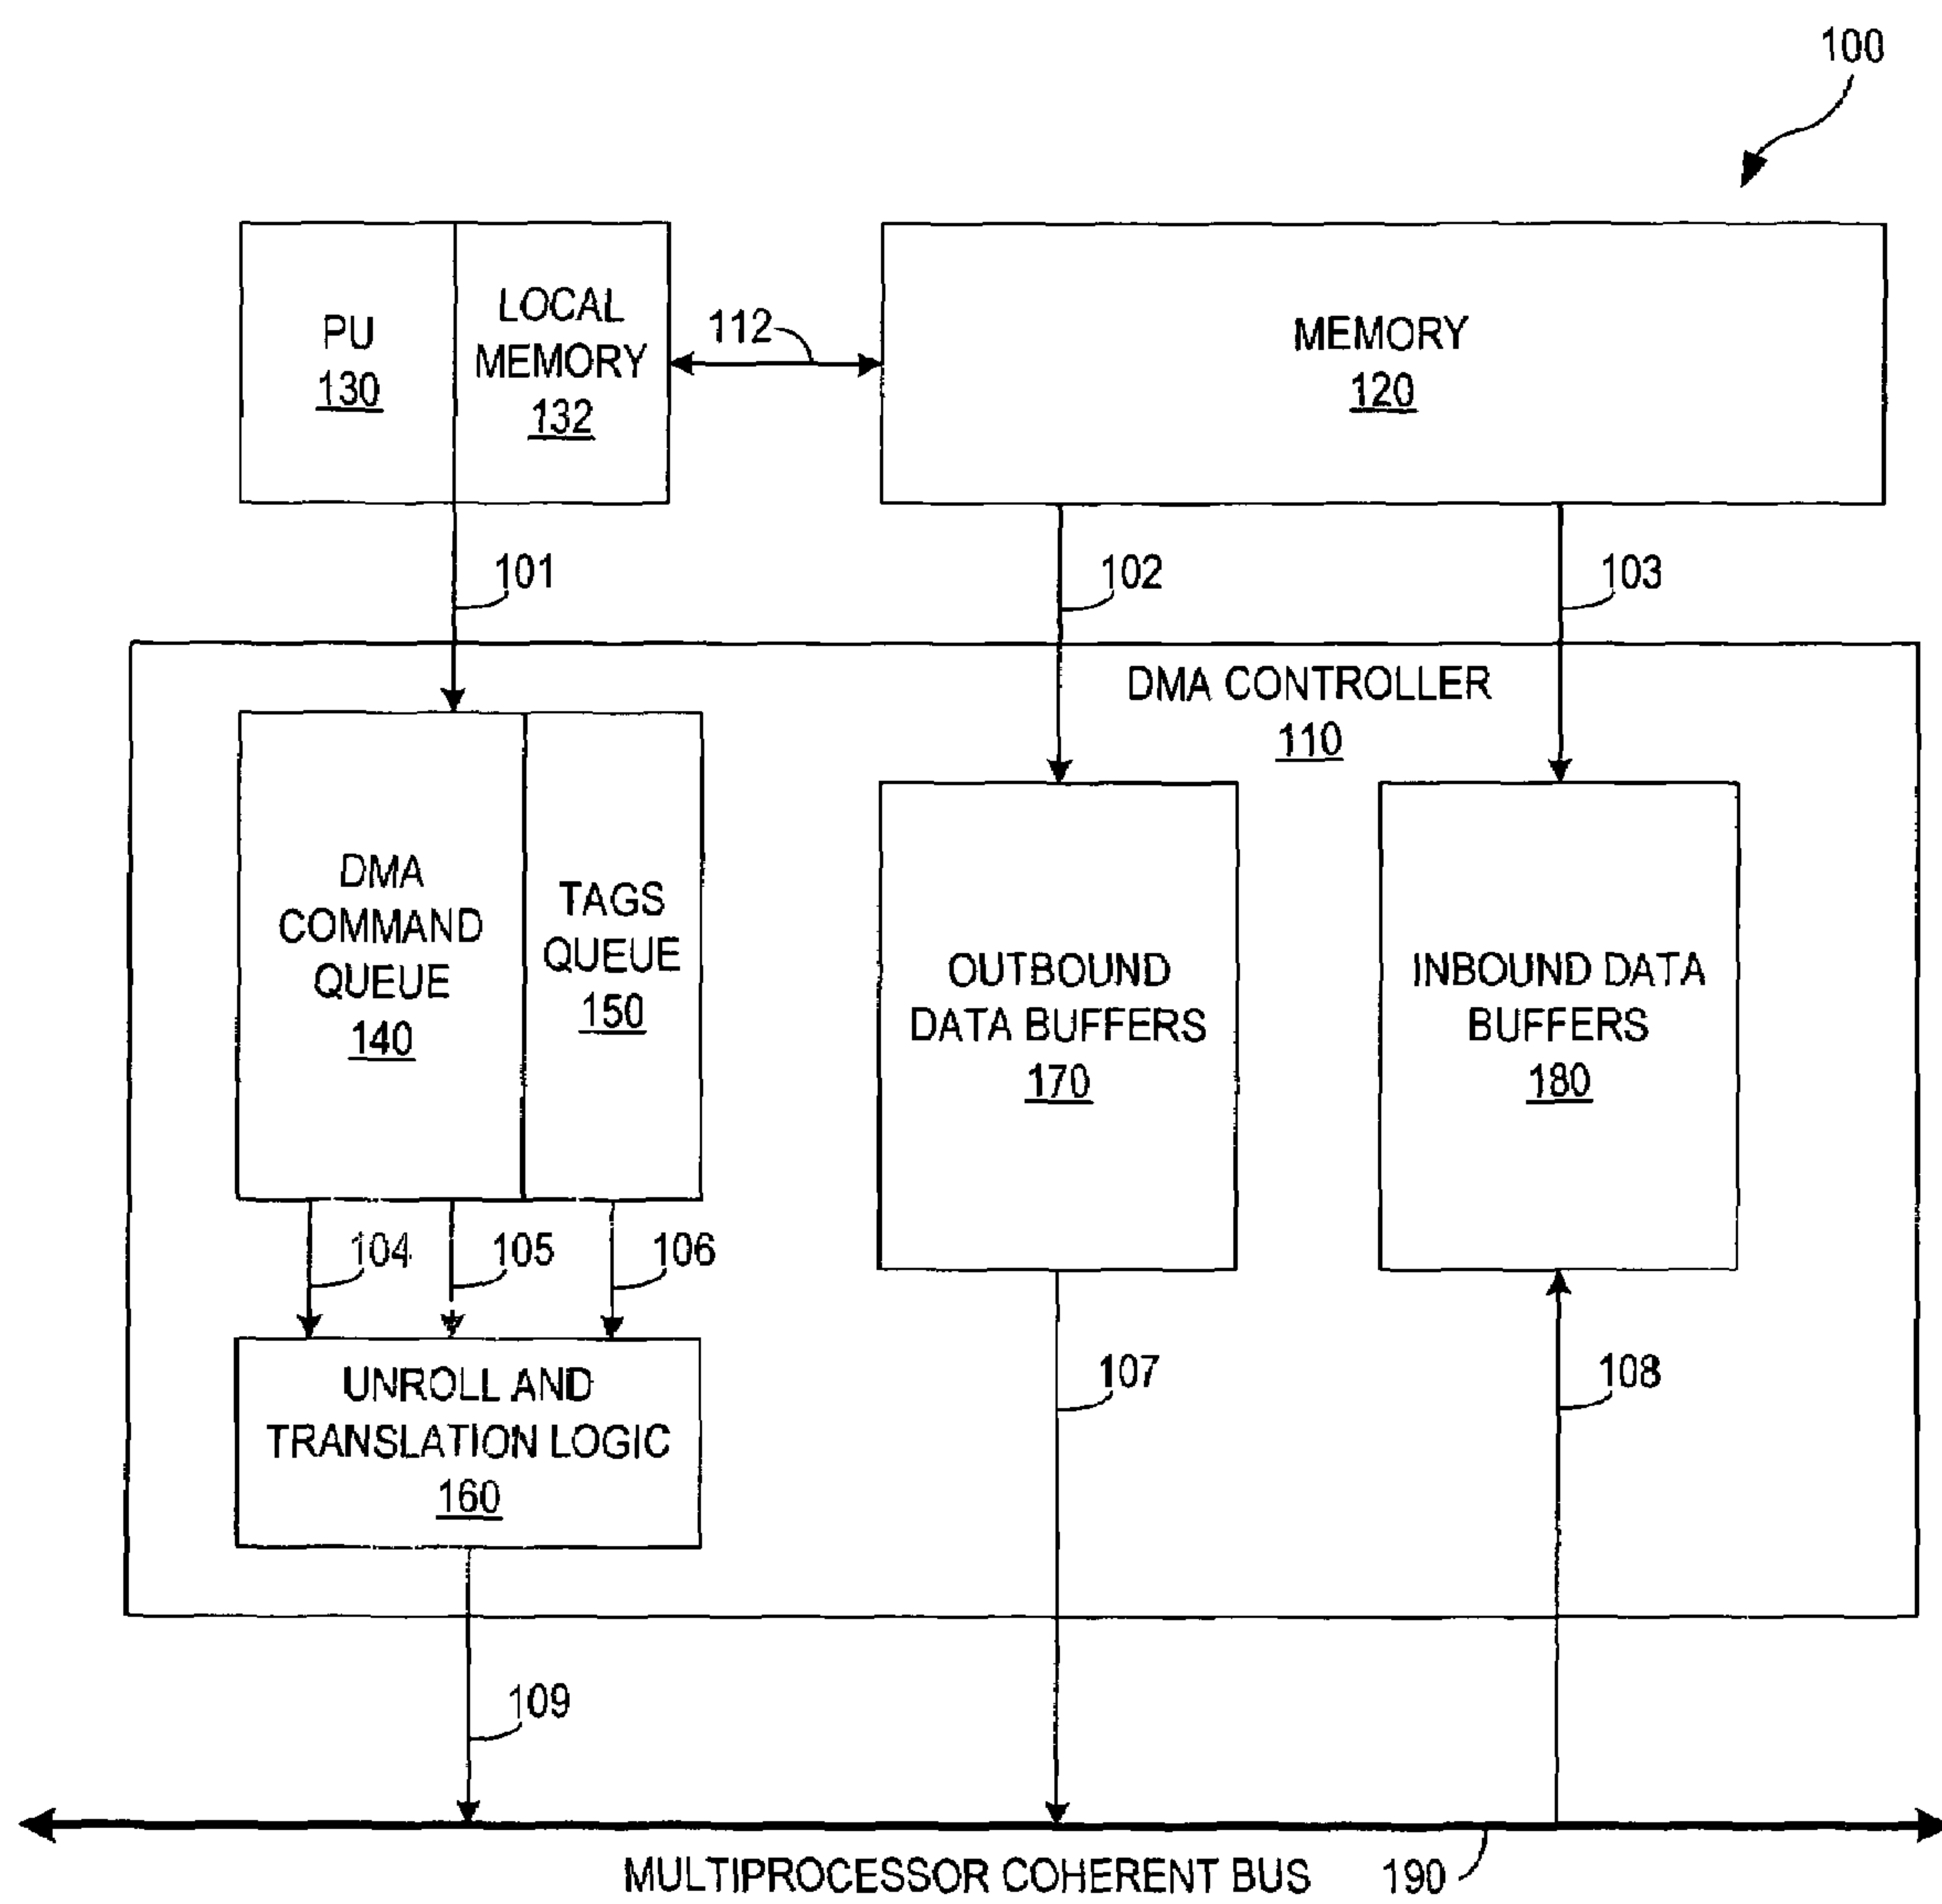 100
PU
130
LOCAL
MEMORY
132
112
MEMORY
120
101
102
103
DMA CONTROLLER
110
DMA
COMMAND
QUEUE
140
TAGS
QUEUE
150
OUTBOUND
DATA BUFFERS
170
INBOUND DATA
BUFFERS
180
104
105
106
UNROLL AND
TRANSLATION LOGIC
160
107
108
109
MULTIPROCESSOR COHERENT BUS
190